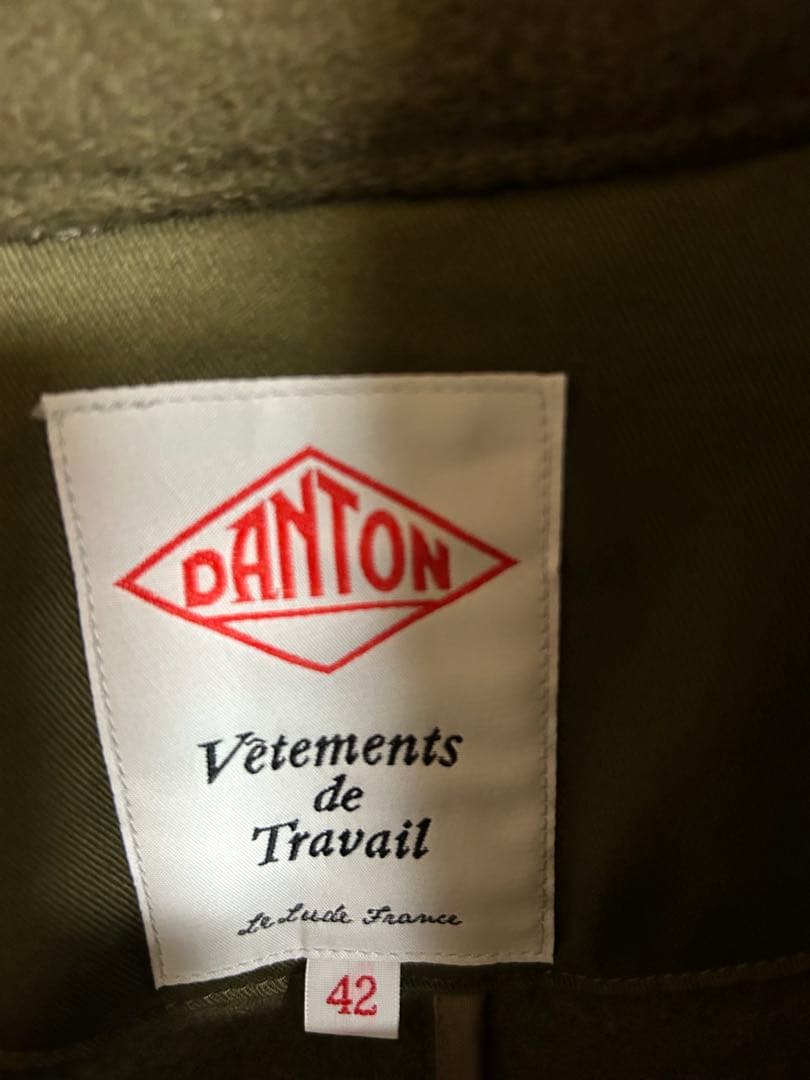 DANTON
Vêtements
de
Travail
Le Lude France
42